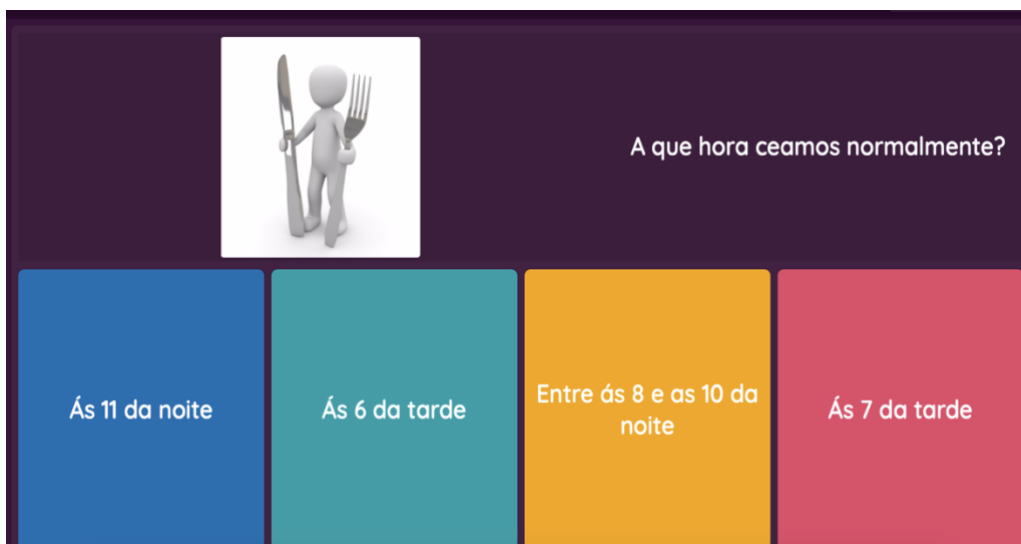 A que hora ceamos normalmente?
Ás 11 da noite
Ás 6 da tarde
Entre ás 8 e as 10 da
noite
Ás 7 da tarde